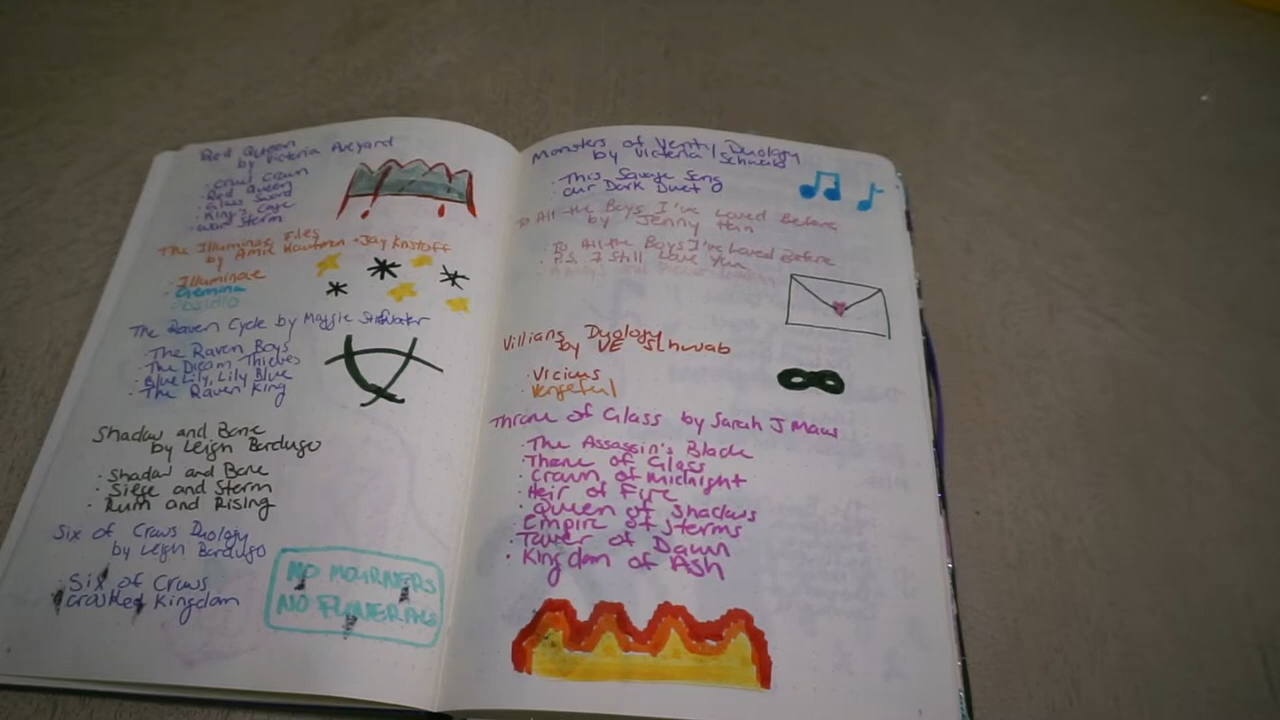 Red Queen
by Victoria Aveyard
· Cruel Crown
· Red Queen
· Glass Sword
· King's Cage
· War Storm
The Illuminae Files
by Amie Kaufman + Jay Kristoff
· Illuminae
· Gemina
· Obsidio
The Raven Cycle by Maggie Stiefvater
· The Raven Boys
· The Dream Thieves
· Blue Lily, Lily Blue
· The Raven King
Shadow and Bone
by Leigh Bardugo
· Shadow and Bone
· Siege and Storm
· Ruin and Rising
Six of Crows Duology
by Leigh Bardugo
· Six of Crows
· Crooked Kingdom
NO MOURNERS
NO FUNERALS
Monsters of Verity Duology
by Victoria Schwab
· This Savage Song
· Our Dark Duet
To All the Boys I've Loved Before
by Jenny Han
· To All the Boys I've Loved Before
· P.S. I Still Love You
Villians Duology
by VE Schwab
· Vicious
· Vengeful
Throne of Glass by Sarah J Maas
· The Assassin's Blade
· Throne of Glass
· Crown of Midnight
· Heir of Fire
· Queen of Shadows
· Empire of Storms
· Tower of Dawn
· Kingdom of Ash